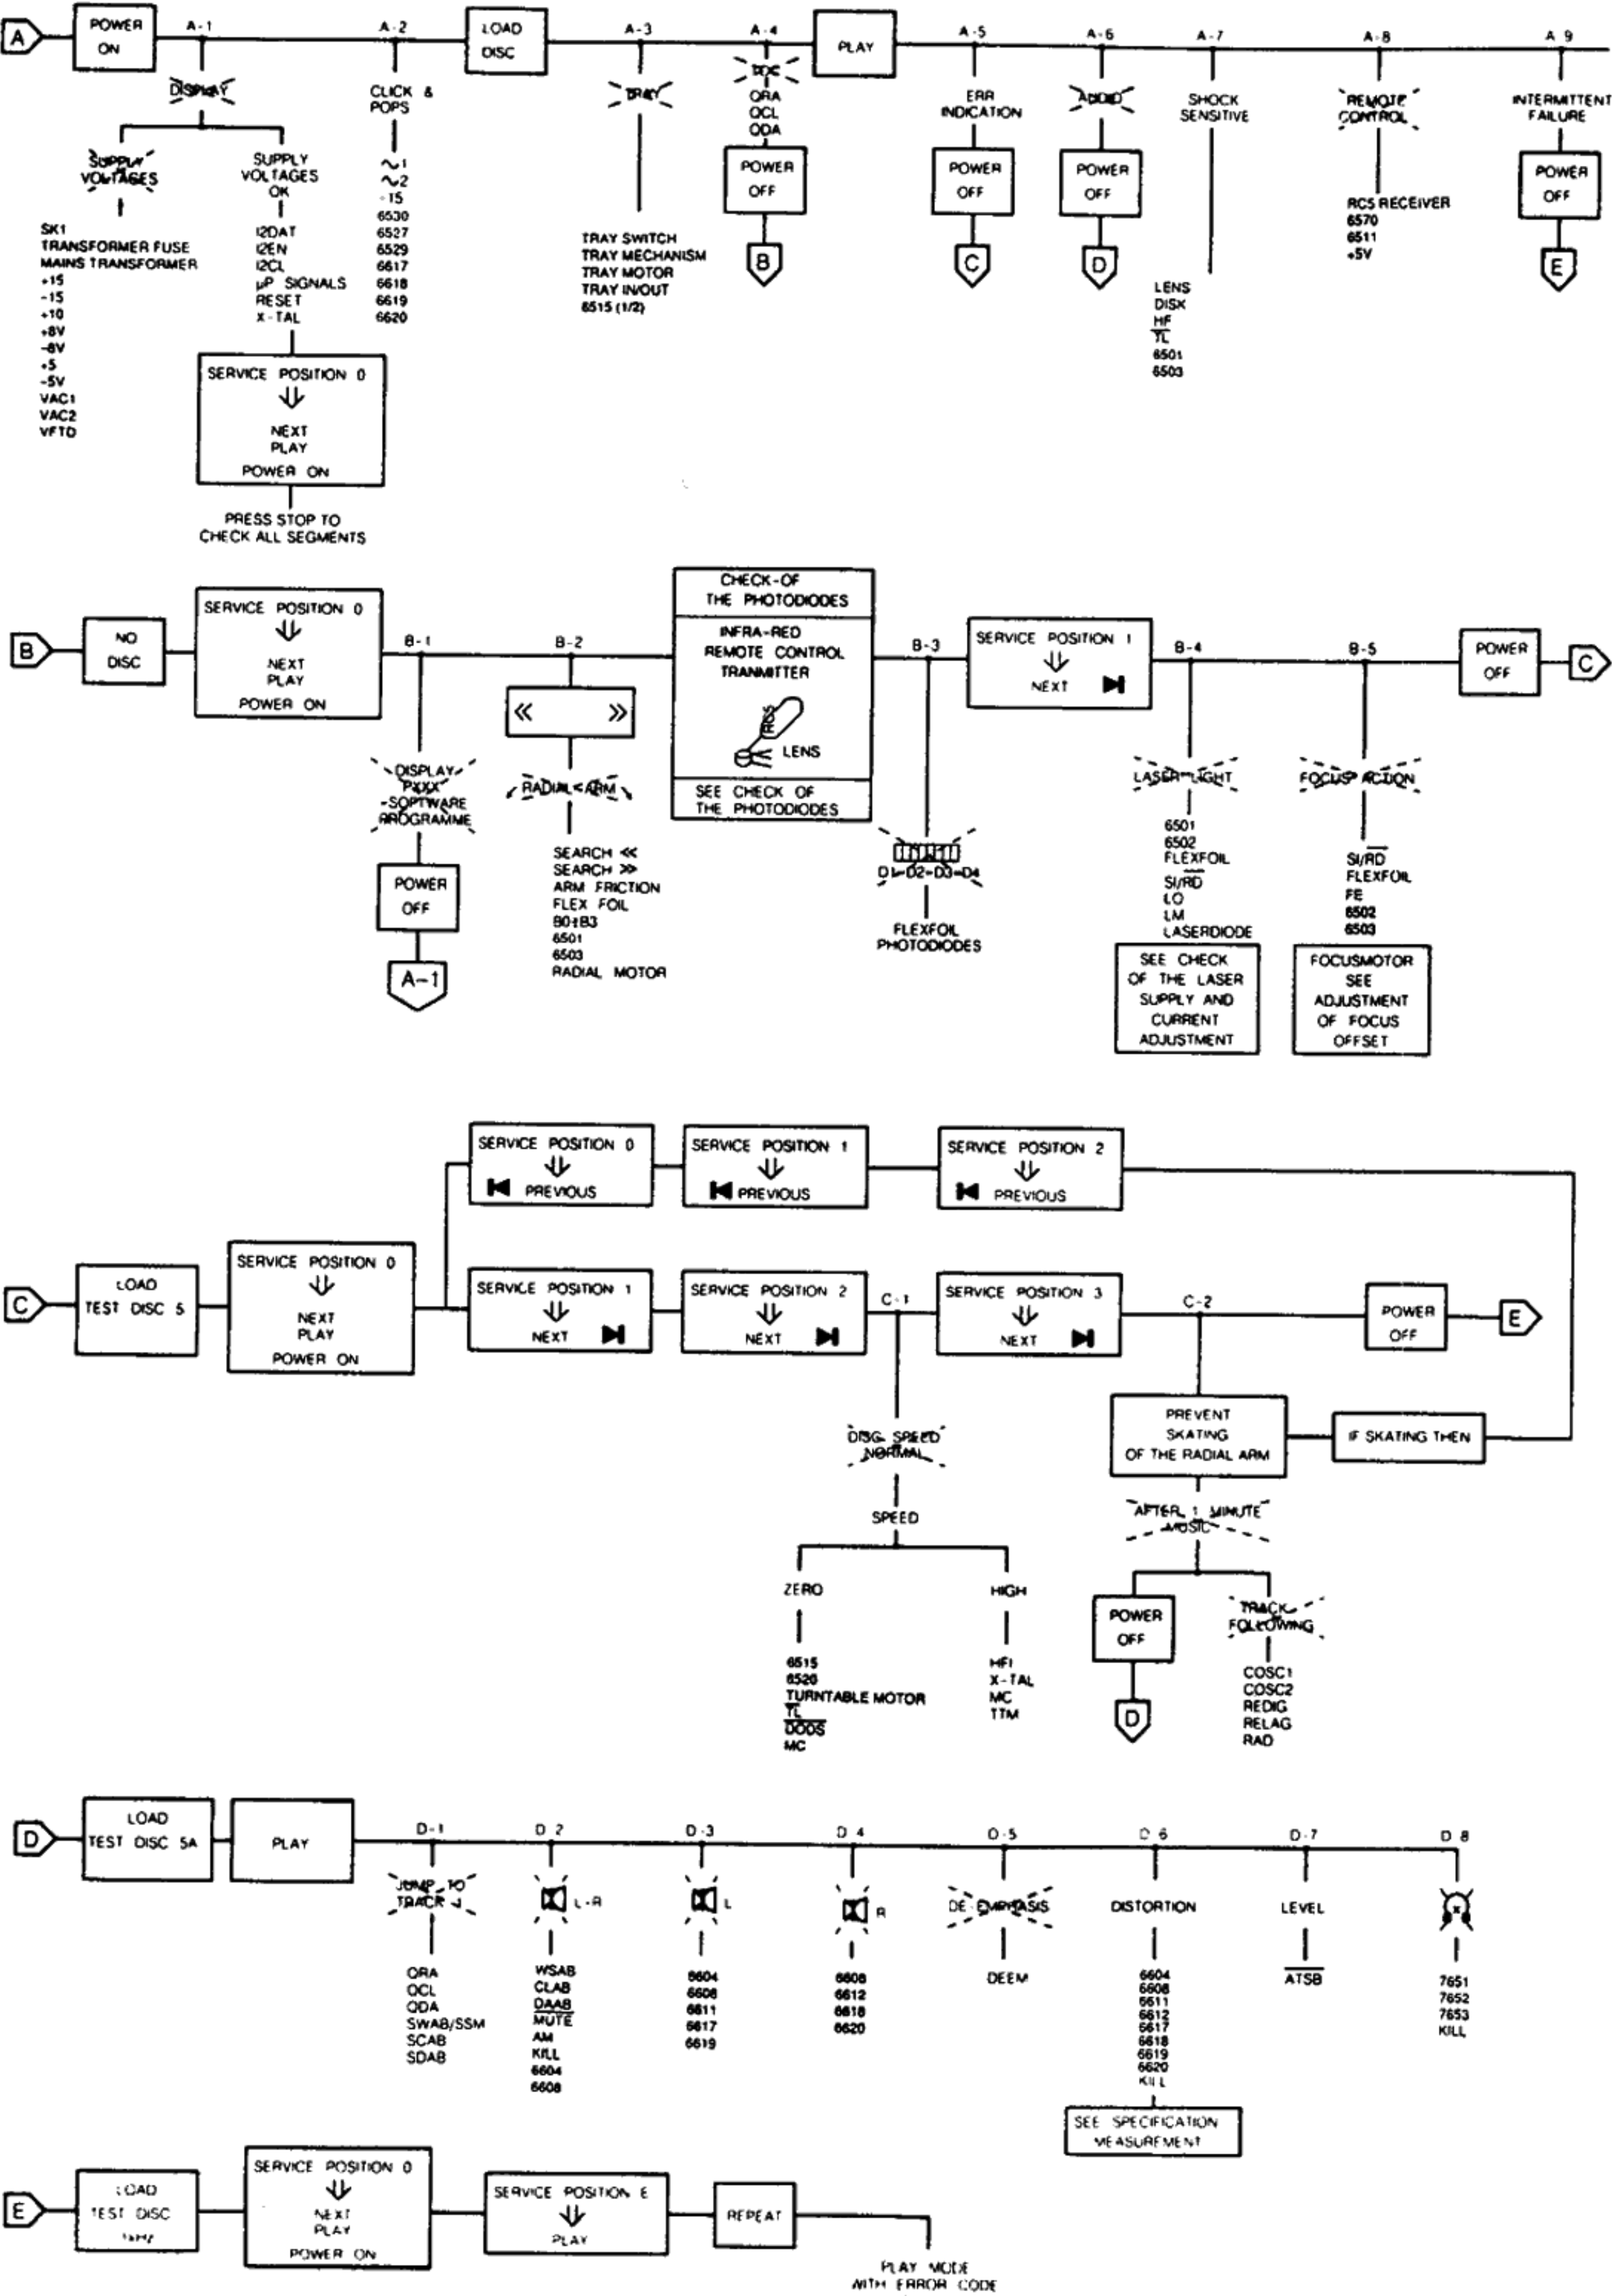 A
POWER
ON
A-1
A-2
LOAD
DISC
A-3
A-4
PLAY
A-5
A-6
A-7
A-8
A 9
DISPLAY
SUPPLY
VOLTAGES
SK1
TRANSFORMER FUSE
MAINS TRANSFORMER
+15
-15
+10
+8V
-8V
+5
-5V
VAC1
VAC2
VFTD
SUPPLY
VOLTAGES
OK
I2DAT
I2EN
I2CL
µP SIGNALS
RESET
X-TAL
SERVICE POSITION 0
⇓
NEXT
PLAY
POWER ON
PRESS STOP TO
CHECK ALL SEGMENTS
CLICK &
POPS
~1
~2
-15
6530
6527
6529
6617
6618
6619
6620
TRAY
TRAY SWITCH
TRAY MECHANISM
TRAY MOTOR
TRAY IN/OUT
6515 (1/2)
TOC
QRA
QCL
QDA
POWER
OFF
B
ERR
INDICATION
POWER
OFF
C
AUDIO
POWER
OFF
D
SHOCK
SENSITIVE
LENS
DISK
HF
TL
6501
6503
REMOTE
CONTROL
RC5 RECEIVER
6570
6511
+5V
INTERMITTENT
FAILURE
POWER
OFF
E
B
NO
DISC
SERVICE POSITION 0
⇓
NEXT
PLAY
POWER ON
B-1
DISPLAY
PXXX
-SOFTWARE
PROGRAMME
POWER
OFF
A-1
B-2
« »
RADIAL ARM
SEARCH «
SEARCH »
ARM FRICTION
FLEX FOIL
B0÷B3
6501
6503
RADIAL MOTOR
CHECK-OF
THE PHOTODIODES
INFRA-RED
REMOTE CONTROL
TRANMITTER
RC5
LENS
SEE CHECK OF
THE PHOTODIODES
B-3
D1=D2=D3=D4
FLEXFOIL
PHOTODIODES
SERVICE POSITION 1
⇓
NEXT
B-4
LASER LIGHT
6501
6502
FLEXFOIL
SI/RD
LO
LM
LASERDIODE
SEE CHECK
OF THE LASER
SUPPLY AND
CURRENT
ADJUSTMENT
B-5
FOCUS ACTION
SI/RD
FLEXFOIL
FE
6502
6503
FOCUSMOTOR
SEE
ADJUSTMENT
OF FOCUS
OFFSET
POWER
OFF
C
SERVICE POSITION 0
⇓
PREVIOUS
SERVICE POSITION 1
⇓
PREVIOUS
SERVICE POSITION 2
⇓
PREVIOUS
C
LOAD
TEST DISC 5
SERVICE POSITION 0
⇓
NEXT
PLAY
POWER ON
SERVICE POSITION 1
⇓
NEXT
SERVICE POSITION 2
⇓
NEXT
C-1
SERVICE POSITION 3
⇓
NEXT
C-2
POWER
OFF
E
DISC SPEED
NORMAL
SPEED
ZERO
6515
6520
TURNTABLE MOTOR
TL
DODS
MC
HIGH
HFI
X-TAL
MC
TTM
PREVENT
SKATING
OF THE RADIAL ARM
IF SKATING THEN
AFTER 1 MINUTE
MUSIC
POWER
OFF
D
TRACK
FOLLOWING
COSC1
COSC2
REDIG
RELAG
RAD
D
LOAD
TEST DISC 5A
PLAY
D-1
JUMP TO
TRACK
QRA
QCL
QDA
SWAB/SSM
SCAB
SDAB
D 2
L-R
WSAB
CLAB
DAAB
MUTE
AM
KILL
6604
6608
D-3
L
6604
6608
6611
6617
6619
D 4
R
6608
6612
6618
6620
D-5
DE-EMPHASIS
DEEM
D 6
DISTORTION
6604
6608
6611
6612
6617
6618
6619
6620
KILL
SEE SPECIFICATION
MEASUREMENT
D-7
LEVEL
ATSB
D 8
7651
7652
7653
KILL
E
LOAD
TEST DISC
1kHz
SERVICE POSITION 0
⇓
NEXT
PLAY
POWER ON
SERVICE POSITION E
⇓
PLAY
REPEAT
PLAY MODE
WITH ERROR CODE